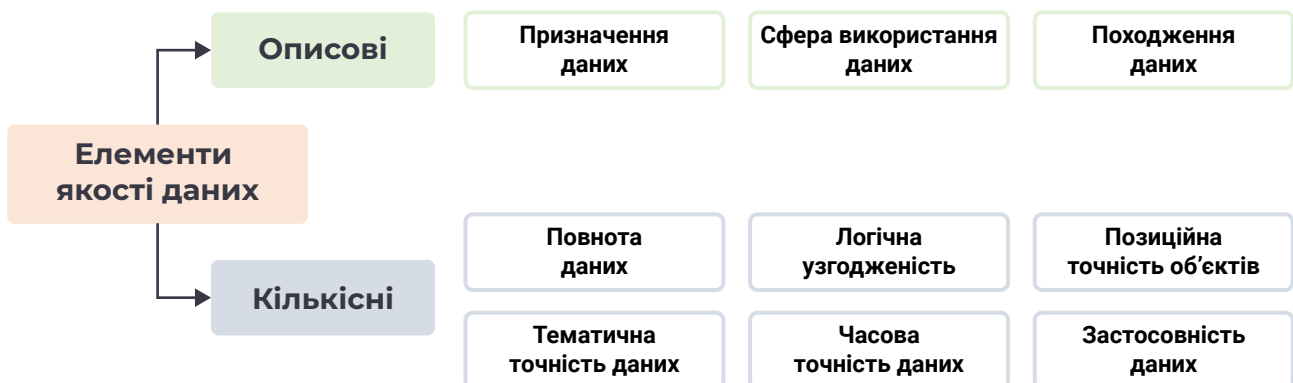 Описові
Призначення
даних
Сфера використання
даних
Походження
даних
Елементи
якості даних
Кількісні
Повнота
даних
Логічна
узгодженість
Позиційна
точність об’єктів
Тематична
точність даних
Часова
точність даних
Застосовність
даних